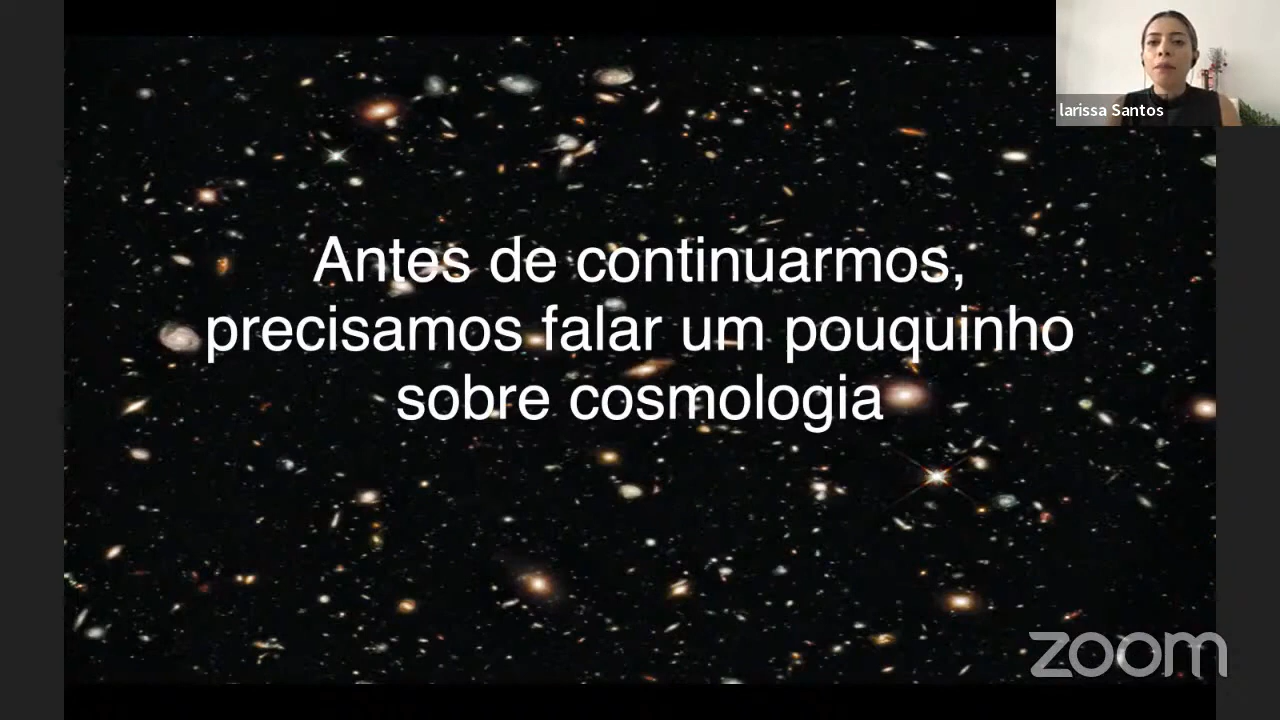 larissa Santos
Antes de continuarmos,
precisamos falar um pouquinho
sobre cosmologia
zoom